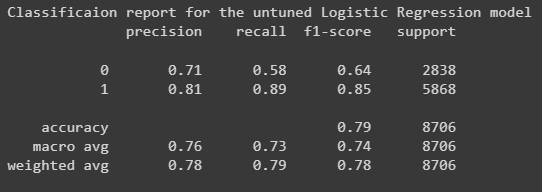 Classificaion report for the untuned Logistic Regression model
precision recall f1-score support
0 0.71 0.58 0.64 2838
1 0.81 0.89 0.85 5868
accuracy 0.79 8706
macro avg 0.76 0.73 0.74 8706
weighted avg 0.78 0.79 0.78 8706